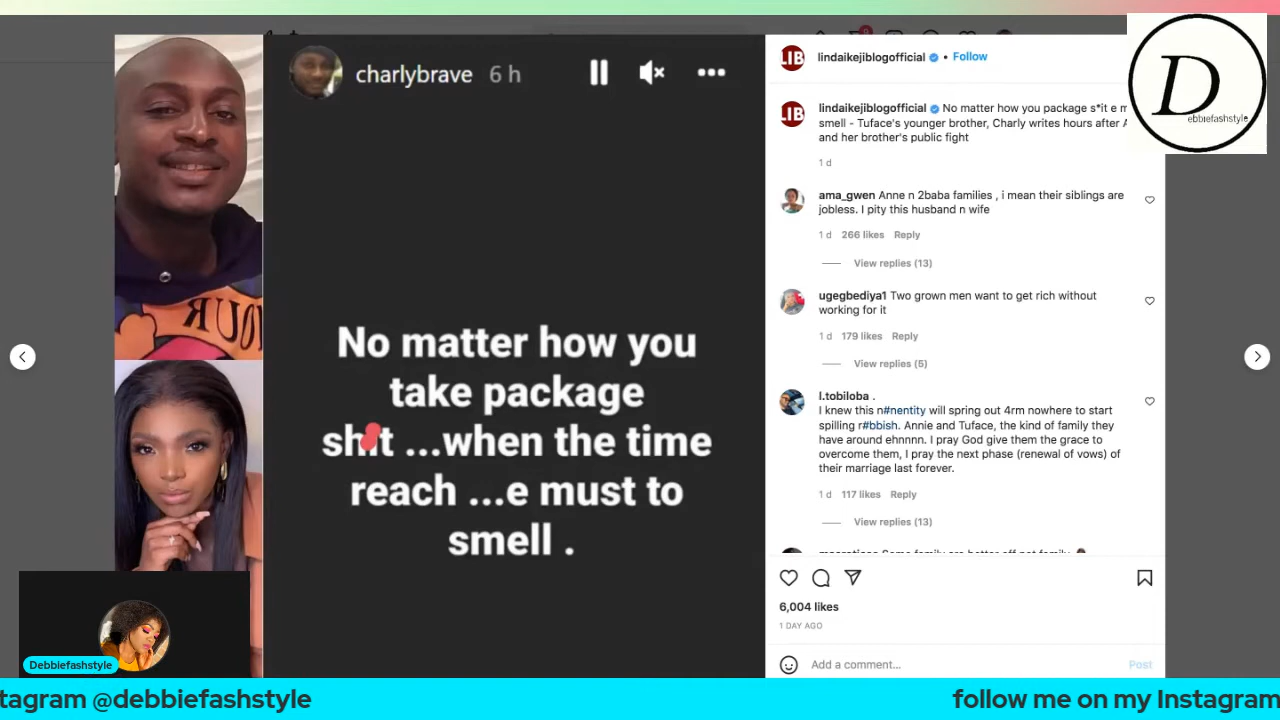 charlybrave 6 h
No matter how you
take package
sh t ...when the time
reach ...e must to
smell .
YOUR
LIB lindaikejiblogofficial • Follow
LIB lindaikejiblogofficial No matter how you package s*it e m
smell - Tuface's younger brother, Charly writes hours after A
and her brother's public fight
1 d
ama_gwen Anne n 2baba families , i mean their siblings are
jobless. I pity this husband n wife
1 d 266 likes Reply
View replies (13)
ugegbediya1 Two grown men want to get rich without
working for it
1 d 179 likes Reply
View replies (5)
l.tobiloba .
I knew this n#nentity will spring out 4rm nowhere to start
spilling r#bbish. Annie and Tuface, the kind of family they
have around ehnnnn. I pray God give them the grace to
overcome them, I pray the next phase (renewal of vows) of
their marriage last forever.
1 d 117 likes Reply
View replies (13)
6,004 likes
1 DAY AGO
Add a comment... Post
D
ebbiefashstyle
Debbiefashstyle
tagram @debbiefashstyle
follow me on my Instagram